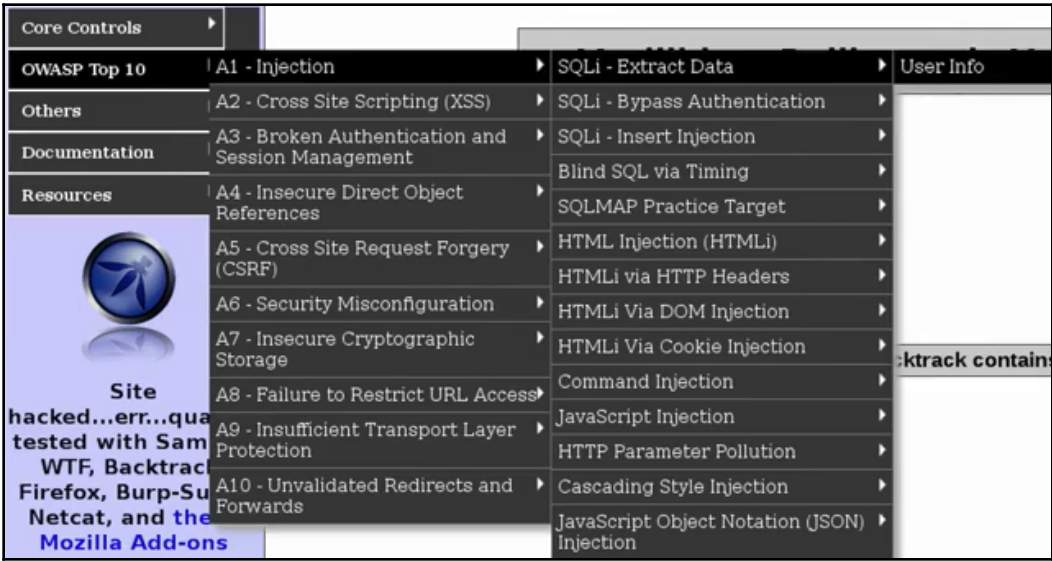 Core Controls
OWASP Top 10
Others
Documentation
Resources
A1 - Injection
A2 - Cross Site Scripting (XSS)
A3 - Broken Authentication and
Session Management
A4 - Insecure Direct Object
References
A5 - Cross Site Request Forgery
(CSRF)
A6 - Security Misconfiguration
A7 - Insecure Cryptographic
Storage
A8 - Failure to Restrict URL Access
A9 - Insufficient Transport Layer
Protection
A10 - Unvalidated Redirects and
Forwards
SQLi - Extract Data
SQLi - Bypass Authentication
SQLi - Insert Injection
Blind SQL via Timing
SQLMAP Practice Target
HTML Injection (HTMLi)
HTMLi via HTTP Headers
HTMLi Via DOM Injection
HTMLi Via Cookie Injection
Command Injection
JavaScript Injection
HTTP Parameter Pollution
Cascading Style Injection
JavaScript Object Notation (JSON)
Injection
User Info
cktrack contains
Site
hacked...err...qua
tested with Sam
WTF, Backtrac
Firefox, Burp-Su
Netcat, and the
Mozilla Add-ons